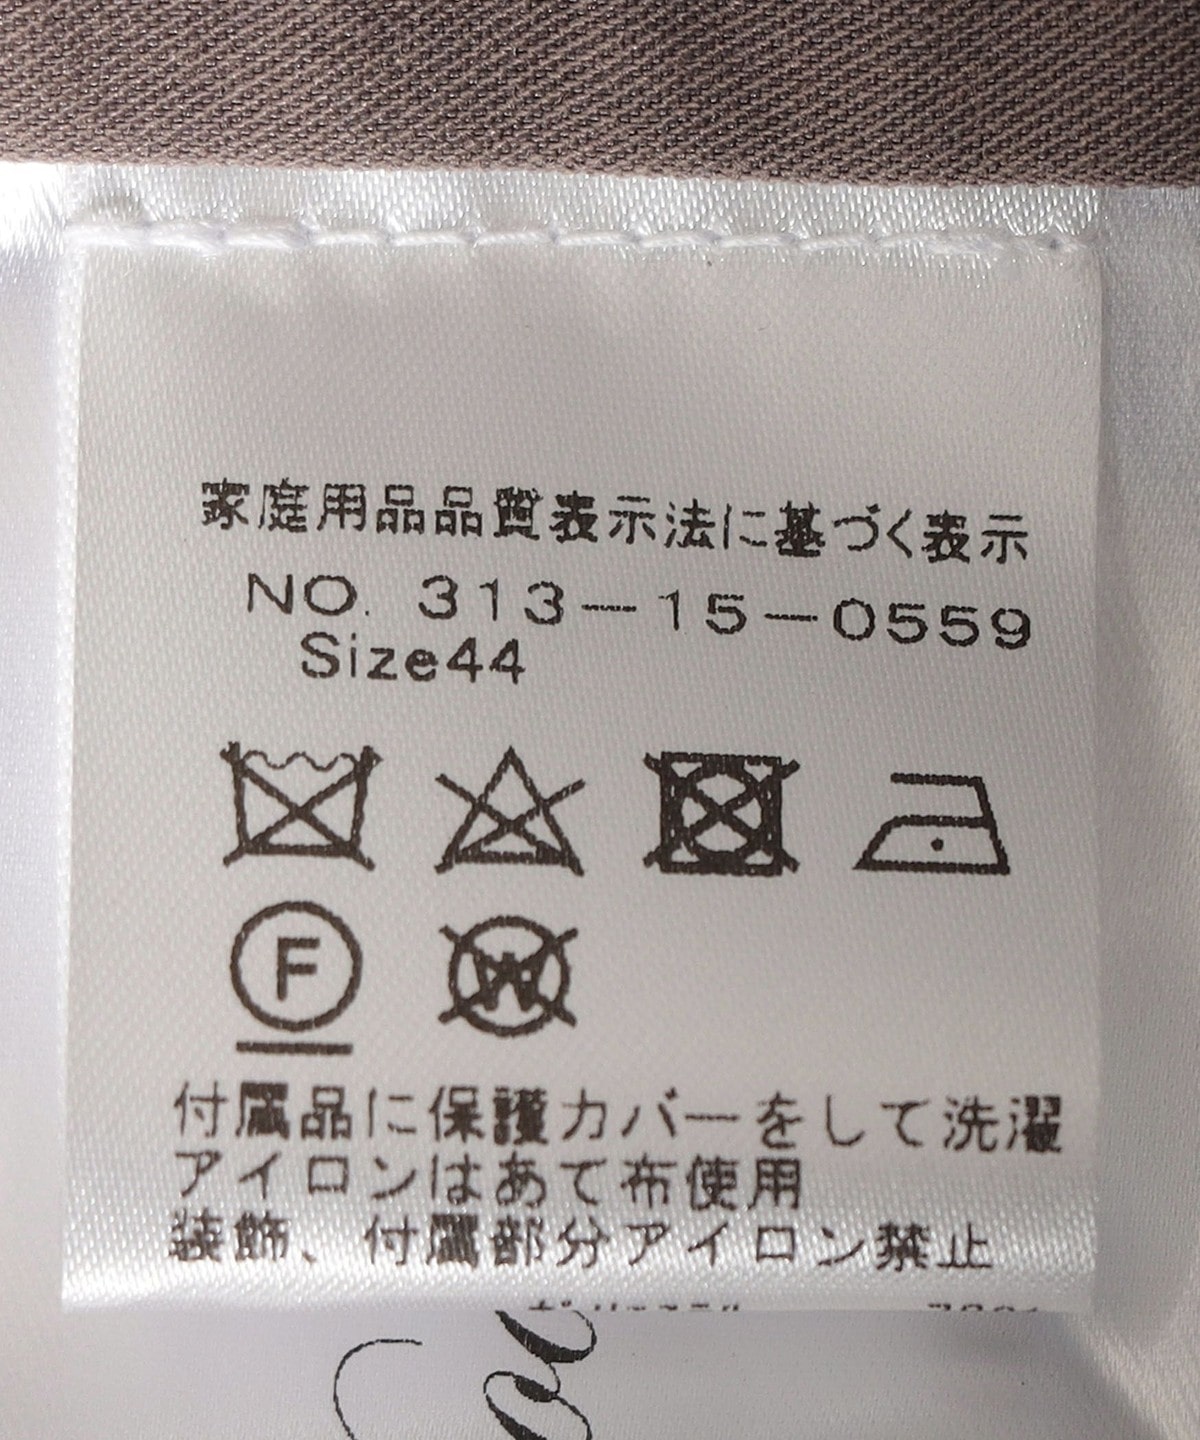 家庭用品品質表示法に基づく表示
NO. 313-15-0559
Size44
F W
付属品に保護カバーをして洗濯
アイロンはあて布使用
装飾、付属部分アイロン禁止